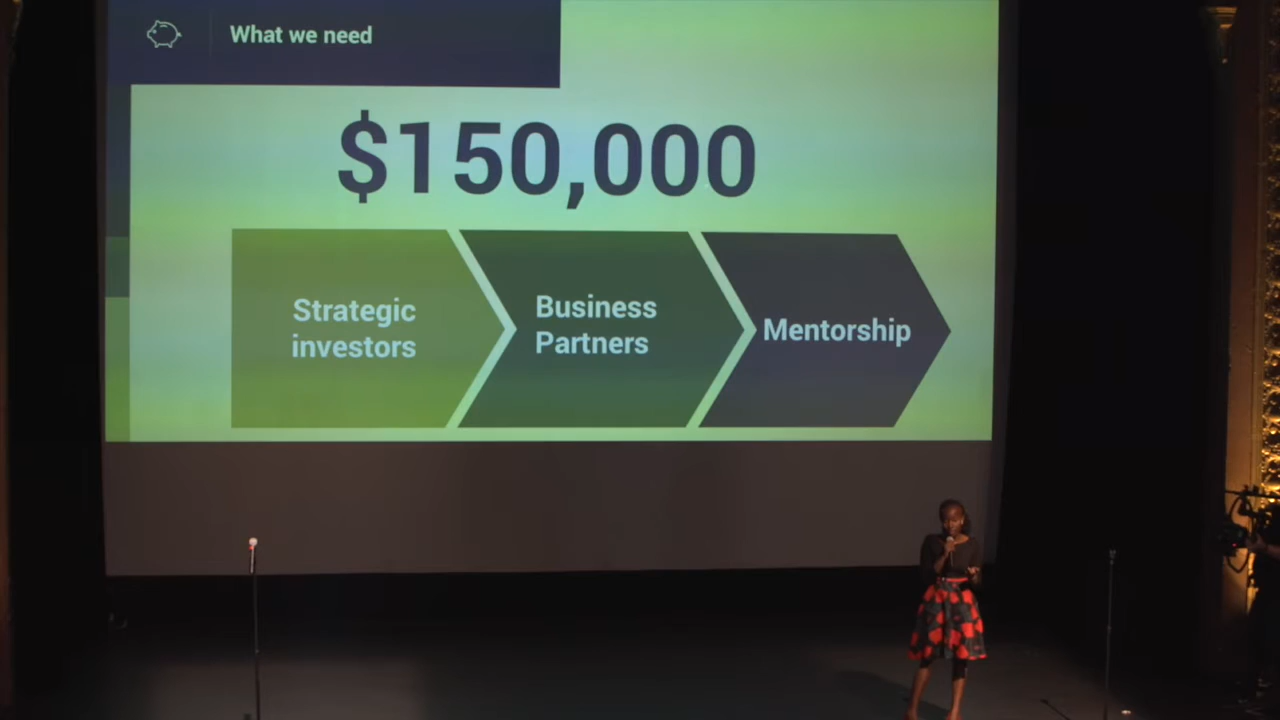 What we need
$150,000
Strategic
investors
Business
Partners
Mentorship